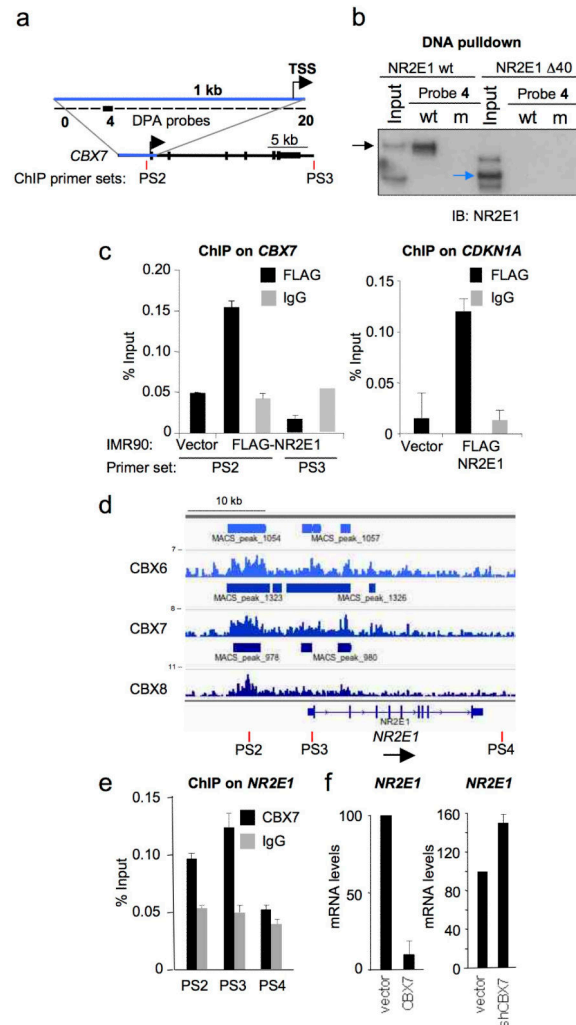 a
1 kb
TSS
0
4
DPA probes
20
CBX7
5 kb
ChIP primer sets:
PS2
PS3
b
DNA pulldown
NR2E1 wt
NR2E1 Δ40
Input
Probe 4
wt
m
Input
Probe 4
wt
m
IB: NR2E1
c
ChIP on CBX7
FLAG
IgG
% Input
0.20
0.15
0.10
0.05
0
IMR90:
Vector
FLAG-NR2E1
Primer set:
PS2
PS3
ChIP on CDKN1A
FLAG
IgG
% Input
0.15
0.10
0.05
0
Vector
FLAG
NR2E1
d
10 kb
MACS_peak_1054
MACS_peak_1057
7
CBX6
MACS_peak_1323
MACS_peak_1326
8
CBX7
MACS_peak_978
MACS_peak_980
11
CBX8
NR2E1
PS2
PS3
NR2E1
PS4
e
ChIP on NR2E1
CBX7
IgG
% Input
0.15
0.10
0.05
0
PS2
PS3
PS4
f
NR2E1
mRNA levels
100
50
0
vector
CBX7
NR2E1
mRNA levels
160
120
80
40
0
vector
shCBX7